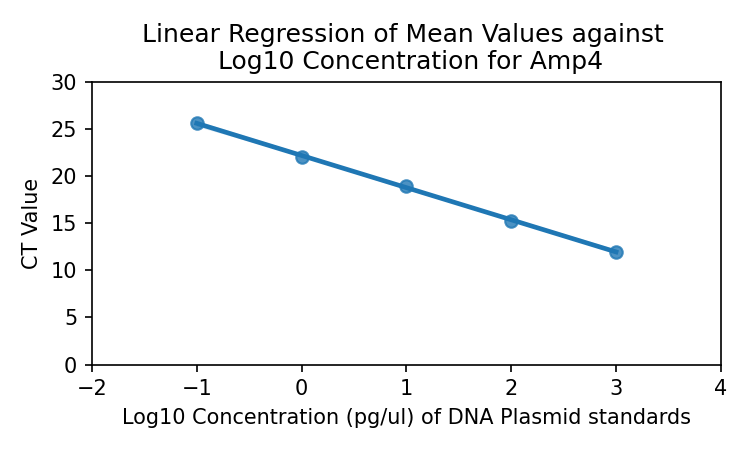 Linear Regression of Mean Values against
Log10 Concentration for Amp4
30
25
20
15
10
5
0
CT Value
−2 −1 0 1 2 3 4
Log10 Concentration (pg/ul) of DNA Plasmid standards